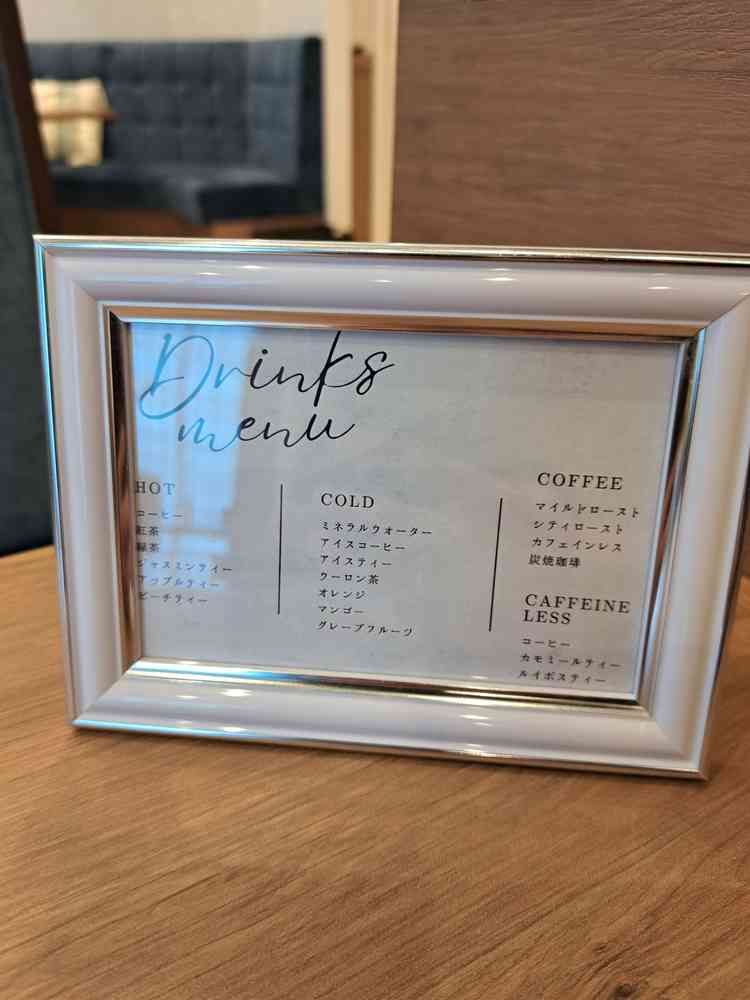 Drinks
menu
HOT
コーヒー
紅茶
緑茶
ジャスミンティー
アップルティー
ピーチティー
COLD
ミネラルウオーター
アイスコーヒー
アイスティー
ウーロン茶
オレンジ
マンゴー
グレープフルーツ
COFFEE
マイルドロースト
シティロースト
カフェインレス
炭焼珈琲
CAFFEINE
LESS
コーヒー
カモミールティー
ルイボスティー